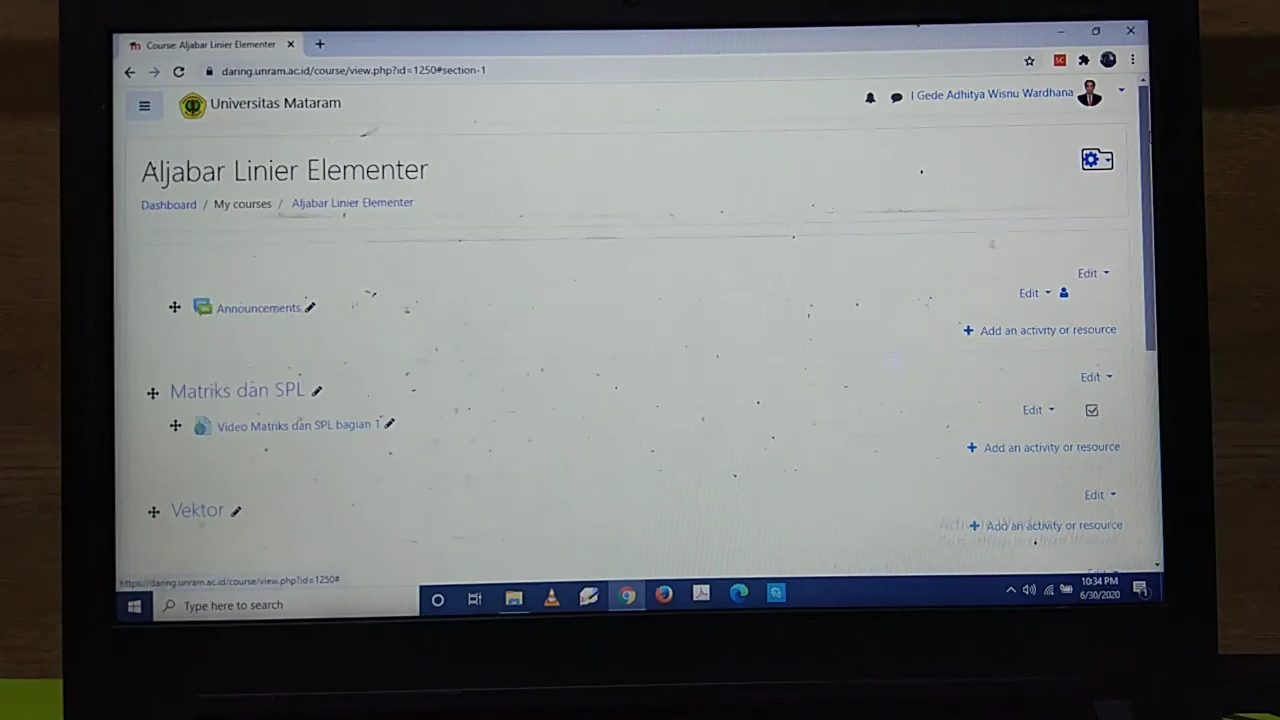 Course: Aljabar Linier Elementer
daring.unram.ac.id/course/view.php?id=1250#section-1
Universitas Mataram
I Gede Adhitya Wisnu Wardhana
Aljabar Linier Elementer
Dashboard / My courses / Aljabar Linier Elementer
Edit
Announcements
Edit
Add an activity or resource
Matriks dan SPL
Edit
Video Matriks dan SPL bagian 1
Edit
Add an activity or resource
Vektor
Edit
Add an activity or resource
https://daring.unram.ac.id/course/view.php?id=1250#
Type here to search
10:34 PM
6/30/2020